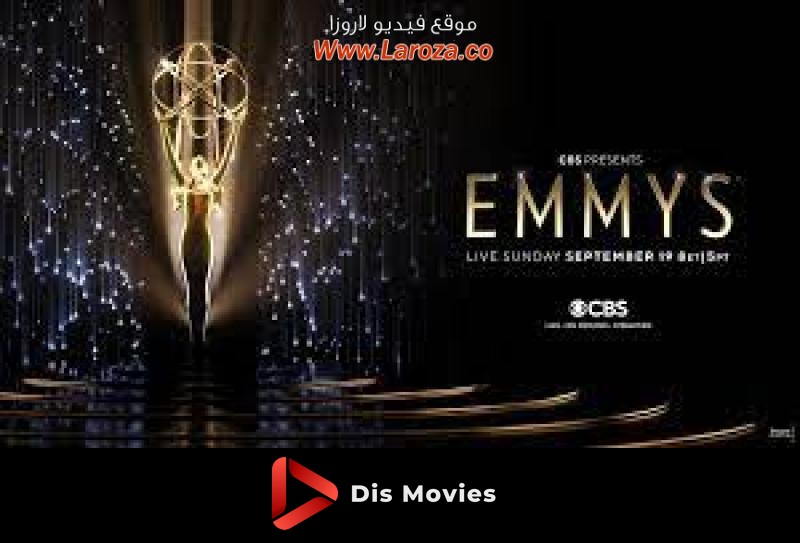 موقع فيديو لاروزا
Www.Laroza.co
CBS PRESENTS
EMMYS
LIVE SUNDAY SEPTEMBER 19 8ET|5PT
CBS
Dis Movies